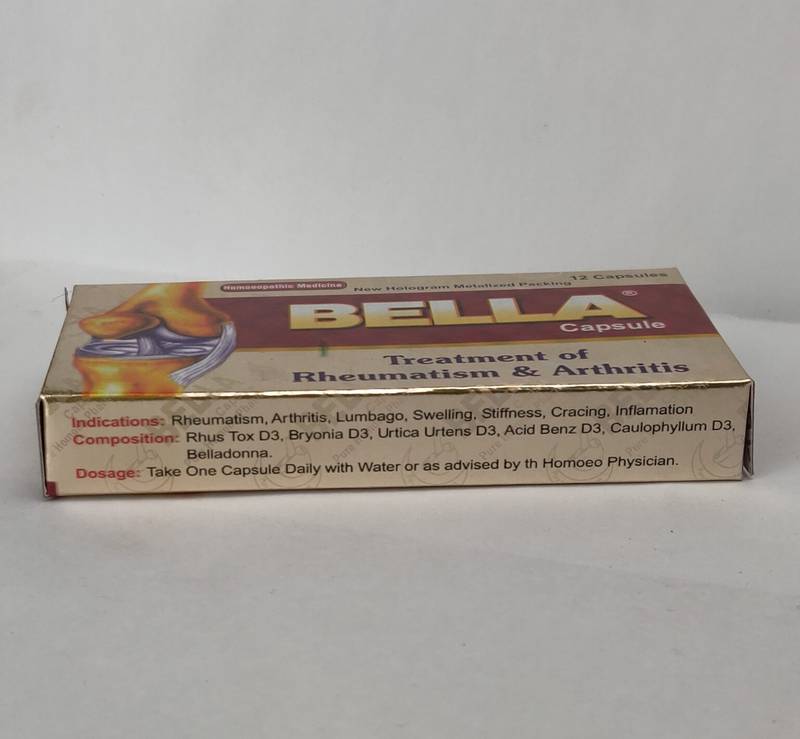 12 Capsules
Homoeopathic Medicine New Hologram Metalized Packing
BELLA®
Capsule
Treatment of
Rheumatism & Arthritis
Indications: Rheumatism, Arthritis, Lumbago, Swelling, Stiffness, Cracing, Inflamation
Composition: Rhus Tox D3, Bryonia D3, Urtica Urtens D3, Acid Benz D3, Caulophyllum D3,
Belladonna.
Dosage: Take One Capsule Daily with Water or as advised by th Homoeo Physician.